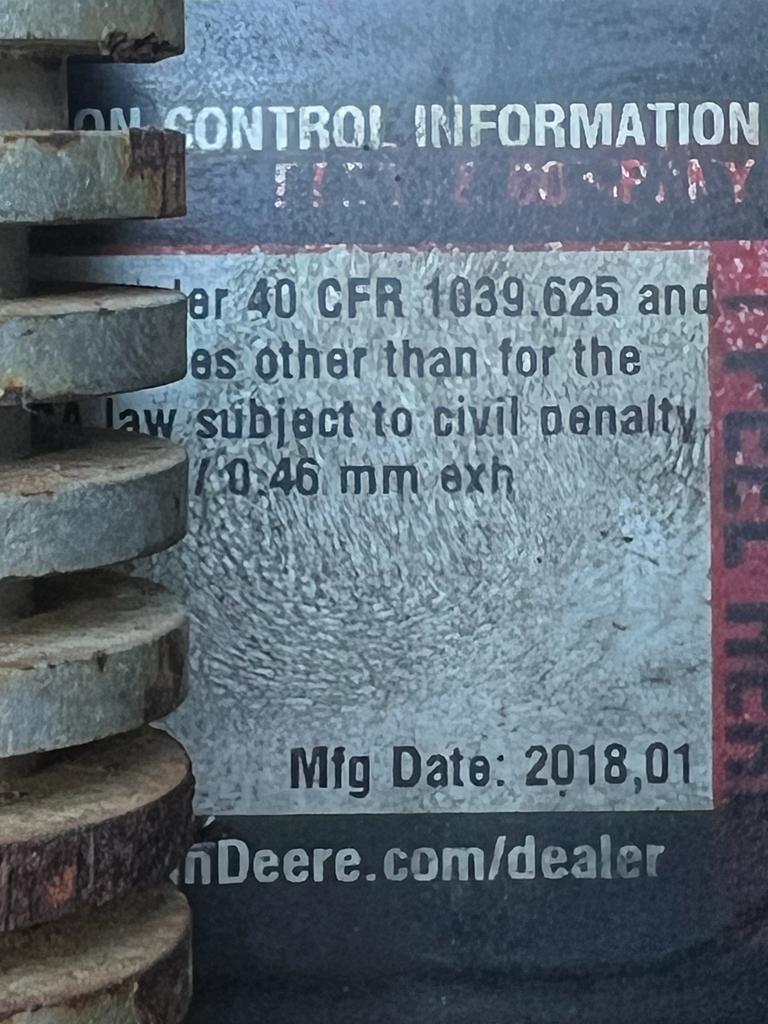 ON CONTROL INFORMATION
er 40 CFR 1039.625 and
es other than for the
law subject to civil penalty.
/ 0.46 mm exh
Mfg Date: 2018,01
nDeere.com/dealer